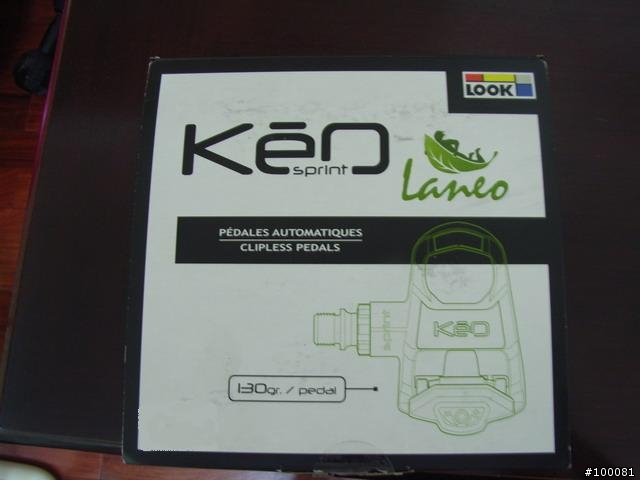 LOOK
Kēo
sprint
Laneo
PÉDALES AUTOMATIQUES
CLIPLESS PEDALS
sprint
Kēo
130gr. / pedal
#100081